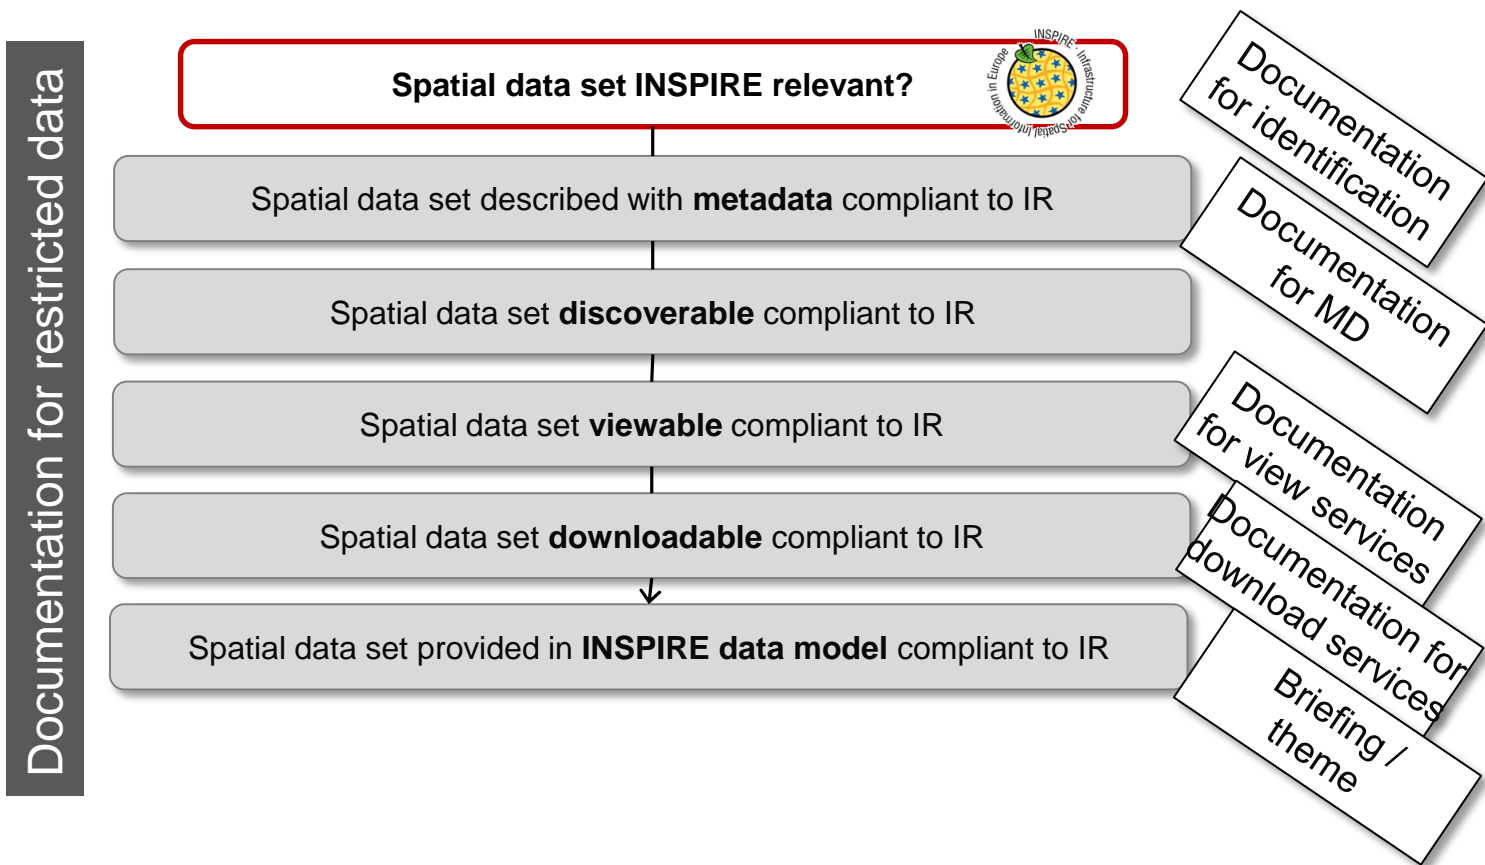 Documentation for restricted data
Spatial data set INSPIRE relevant?
INSPIRE - Infrastructure for Spatial Information in Europe
Spatial data set described with metadata compliant to IR
Spatial data set discoverable compliant to IR
Spatial data set viewable compliant to IR
Spatial data set downloadable compliant to IR
Spatial data set provided in INSPIRE data model compliant to IR
Documentation
for identification
Documentation
for MD
Documentation
for view services
Documentation for
download services
Briefing /
theme